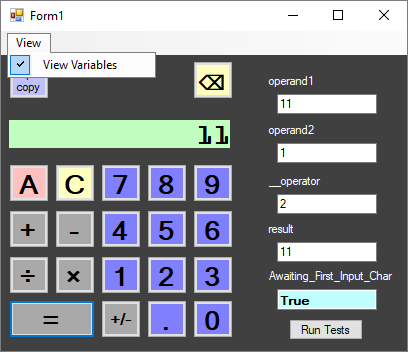 Form1
View
View Variables
copy
operand1
11
11
operand2
1
A C 7 8 9
__operator
2
+ - 4 5 6
result
11
÷ × 1 2 3
Awaiting_First_Input_Char
True
= +/- . 0
Run Tests